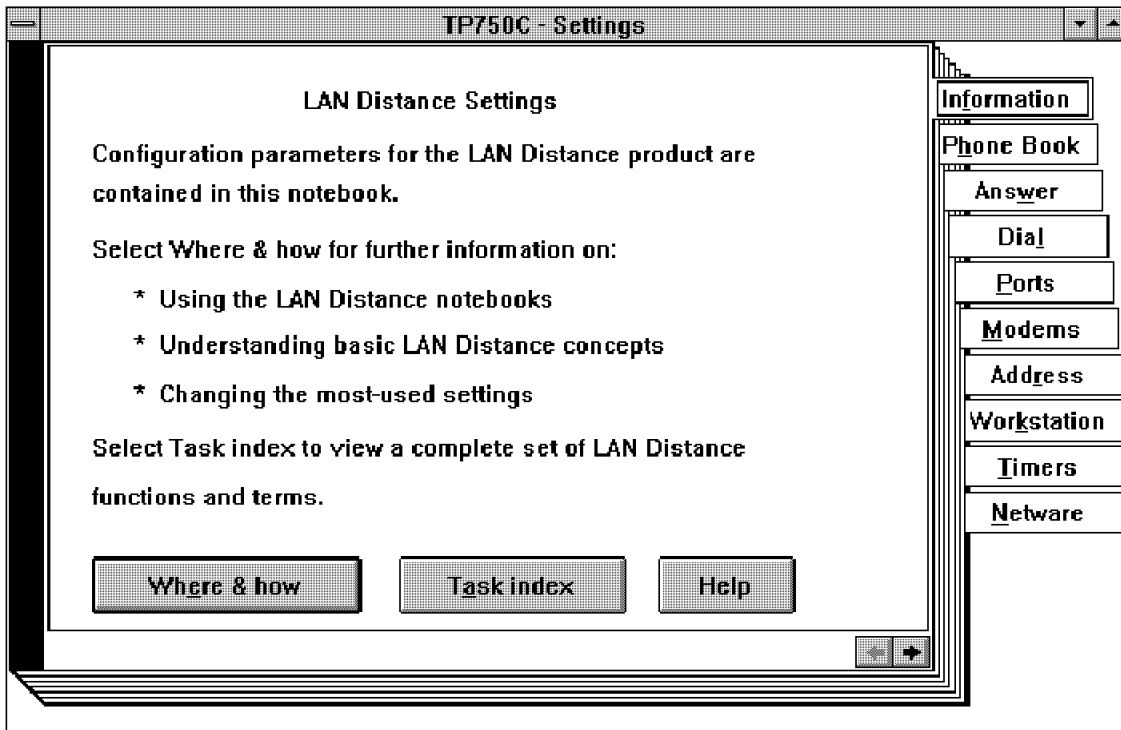 TP750C - Settings
LAN Distance Settings
Configuration parameters for the LAN Distance product are
contained in this notebook.
Select Where & how for further information on:
* Using the LAN Distance notebooks
* Understanding basic LAN Distance concepts
* Changing the most-used settings
Select Task index to view a complete set of LAN Distance
functions and terms.
Where & how
Task index
Help
Information
Phone Book
Answer
Dial
Ports
Modems
Address
Workstation
Timers
Netware